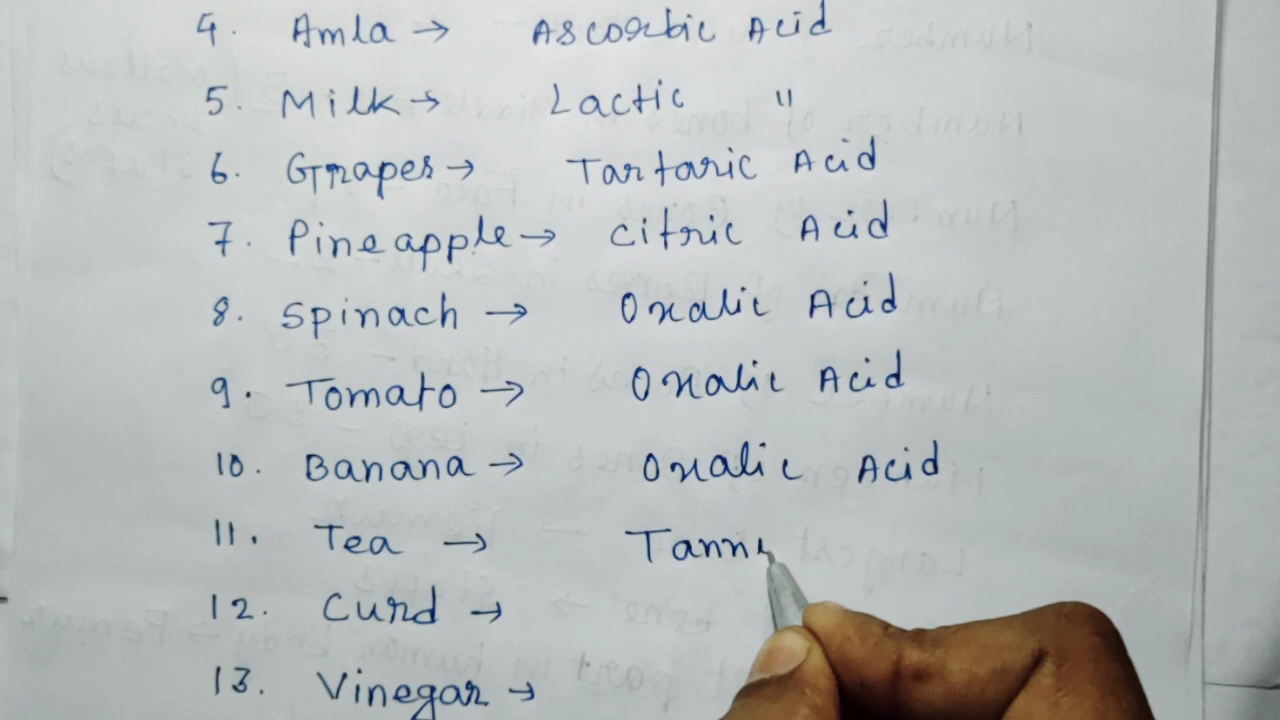 4. Amla → Ascorbic Acid
5. Milk → Lactic "
6. Grapes → Tartaric Acid
7. Pineapple → Citric Acid
8. Spinach → Oxalic Acid
9. Tomato → Oxalic Acid
10. Banana → Oxalic Acid
11. Tea → Tann
12. Curd →
13. Vinegar →